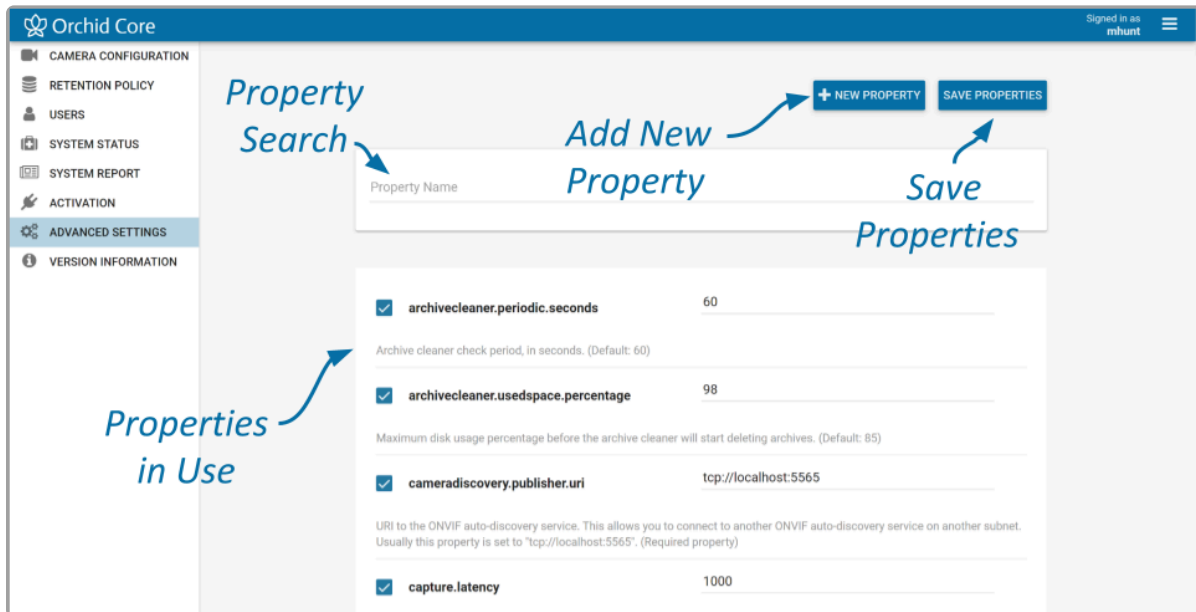 Orchid Core
Signed in as
mhunt
CAMERA CONFIGURATION
RETENTION POLICY
USERS
SYSTEM STATUS
SYSTEM REPORT
ACTIVATION
ADVANCED SETTINGS
VERSION INFORMATION
Property
Search
Add New
Property
NEW PROPERTY
SAVE PROPERTIES
Save
Properties
Property Name
Properties
in Use
archivecleaner.periodic.seconds
60
Archive cleaner check period, in seconds. (Default: 60)
archivecleaner.usedspace.percentage
98
Maximum disk usage percentage before the archive cleaner will start deleting archives. (Default: 85)
cameradiscovery.publisher.uri
tcp://localhost:5565
URI to the ONVIF auto-discovery service. This allows you to connect to another ONVIF auto-discovery service on another subnet.
Usually this property is set to "tcp://localhost:5565". (Required property)
capture.latency
1000